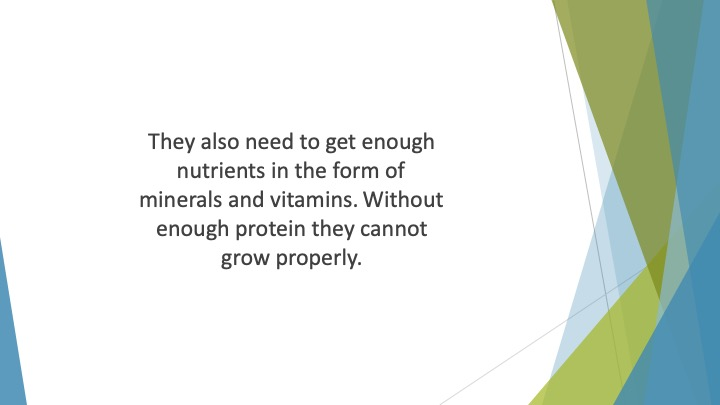 They also need to get enough
nutrients in the form of
minerals and vitamins. Without
enough protein they cannot
grow properly.